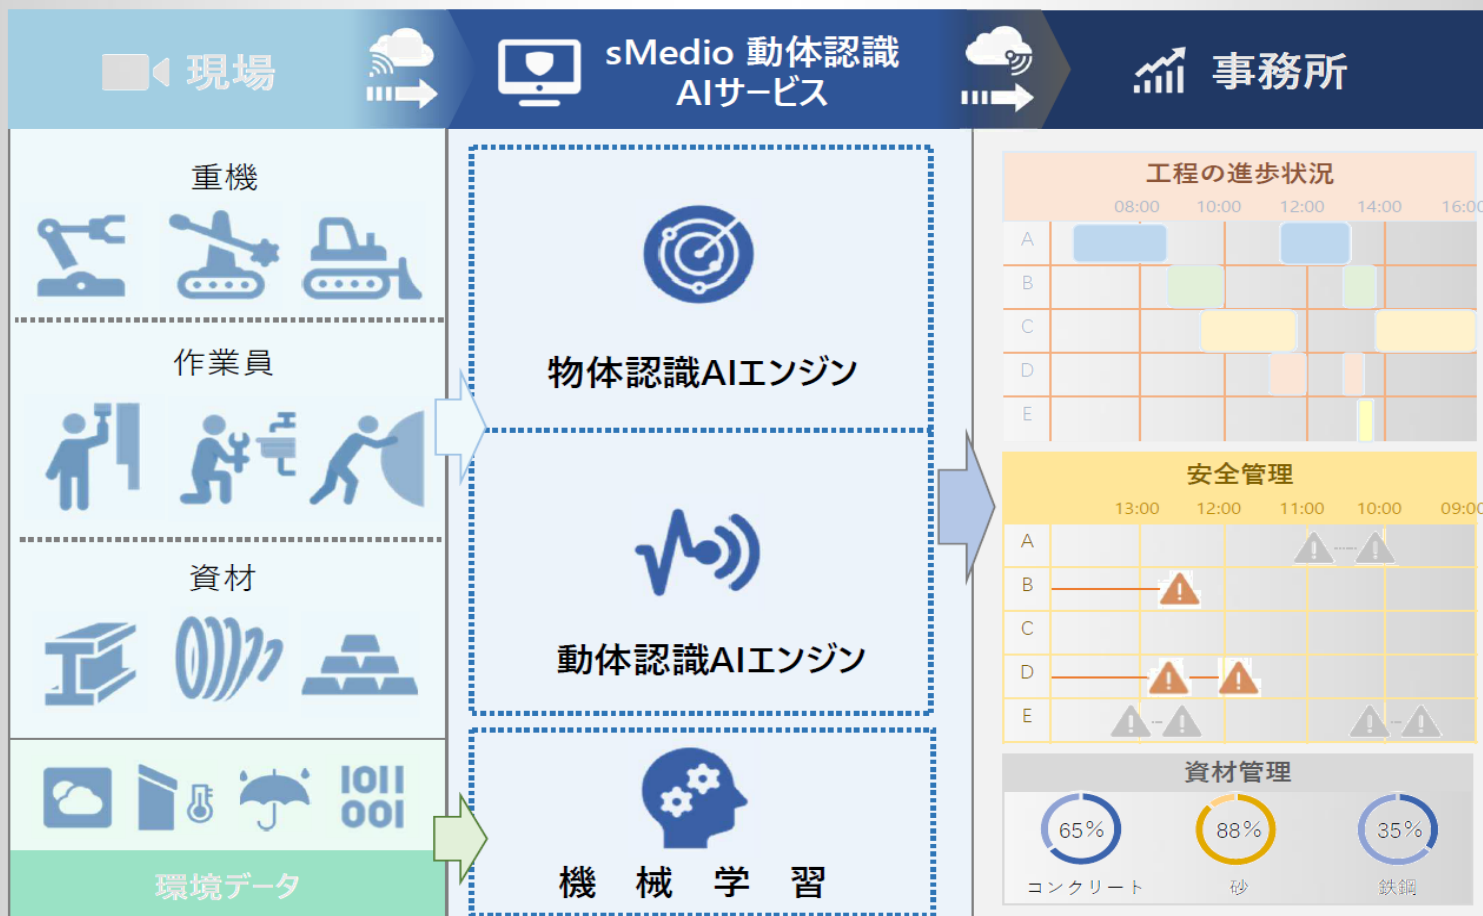 現場
sMedio 動体認識
AIサービス
事務所
重機
作業員
資材
1011
001
環境データ
物体認識AIエンジン
動体認識AIエンジン
機 械 学 習
工程の進歩状況
08:00 10:00 12:00 14:00 16:00
A
B
C
D
E
安全管理
13:00 12:00 11:00 10:00 09:00
A
B
C
D
E
資材管理
65% 88% 35%
コンクリート 砂 鉄鋼